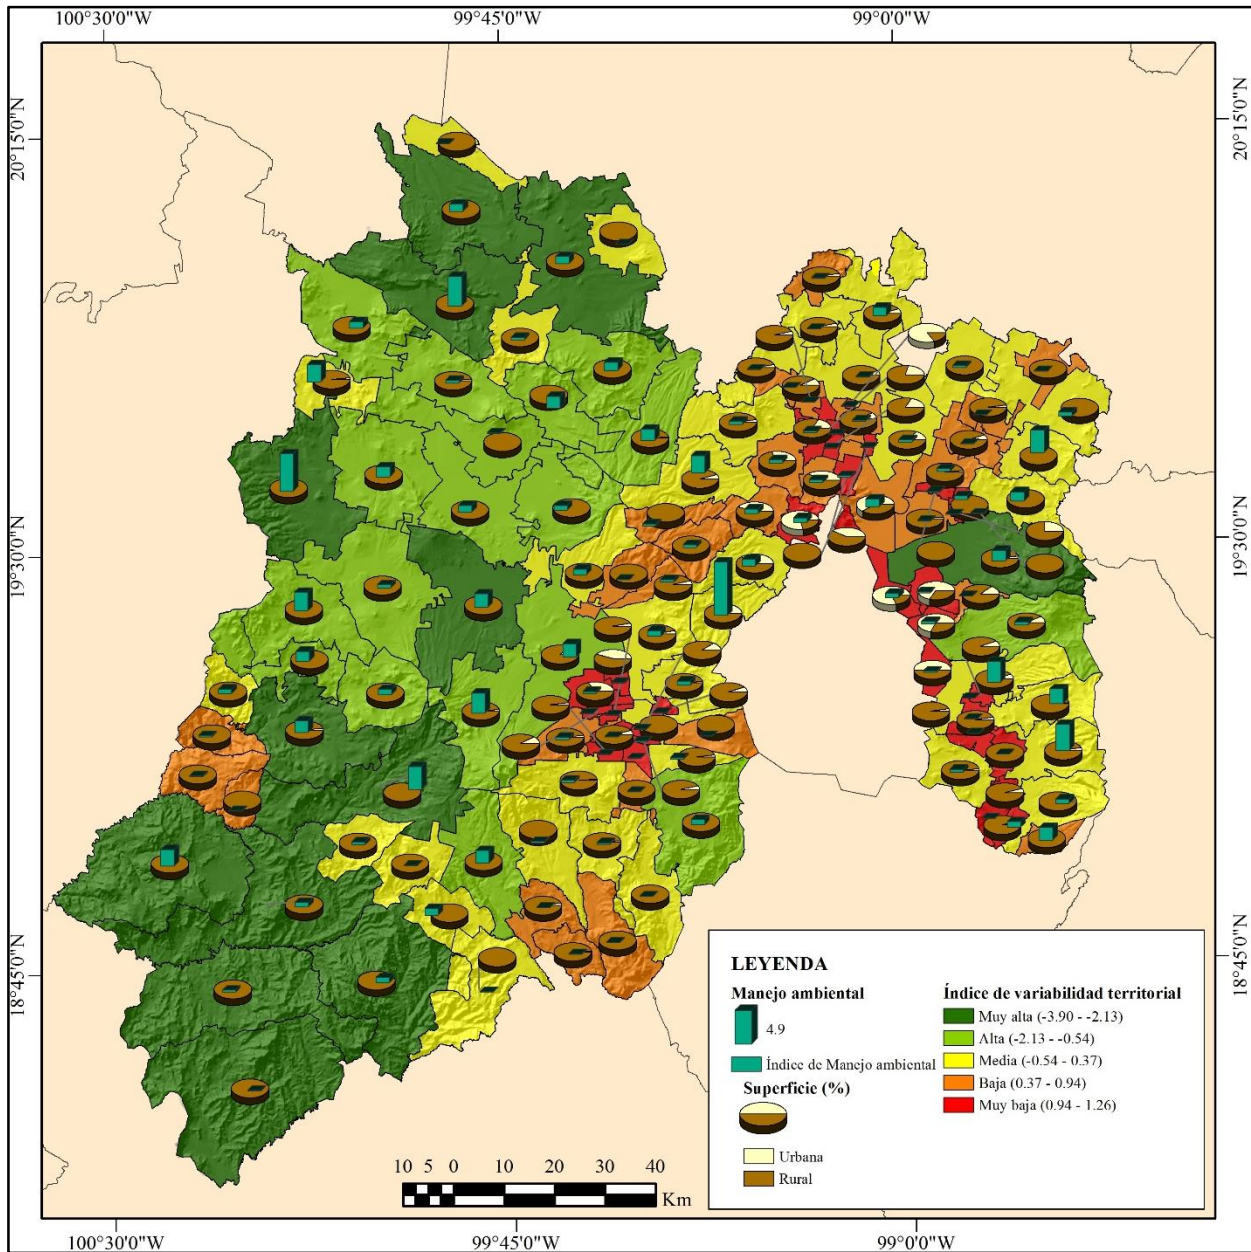 100°30'0"W 99°45'0"W 99°0'0"W
20°15'0"N 20°15'0"N
19°30'0"N 19°30'0"N
18°45'0"N 18°45'0"N
LEYENDA
Manejo ambiental
4.9
Índice de Manejo ambiental
Superficie (%)
Urbana
Rural
Índice de variabilidad territorial
Muy alta (-3.90 - -2.13)
Alta (-2.13 - -0.54)
Media (-0.54 - 0.37)
Baja (0.37 - 0.94)
Muy baja (0.94 - 1.26)
10 5 0 10 20 30 40
Km
100°30'0"W 99°45'0"W 99°0'0"W